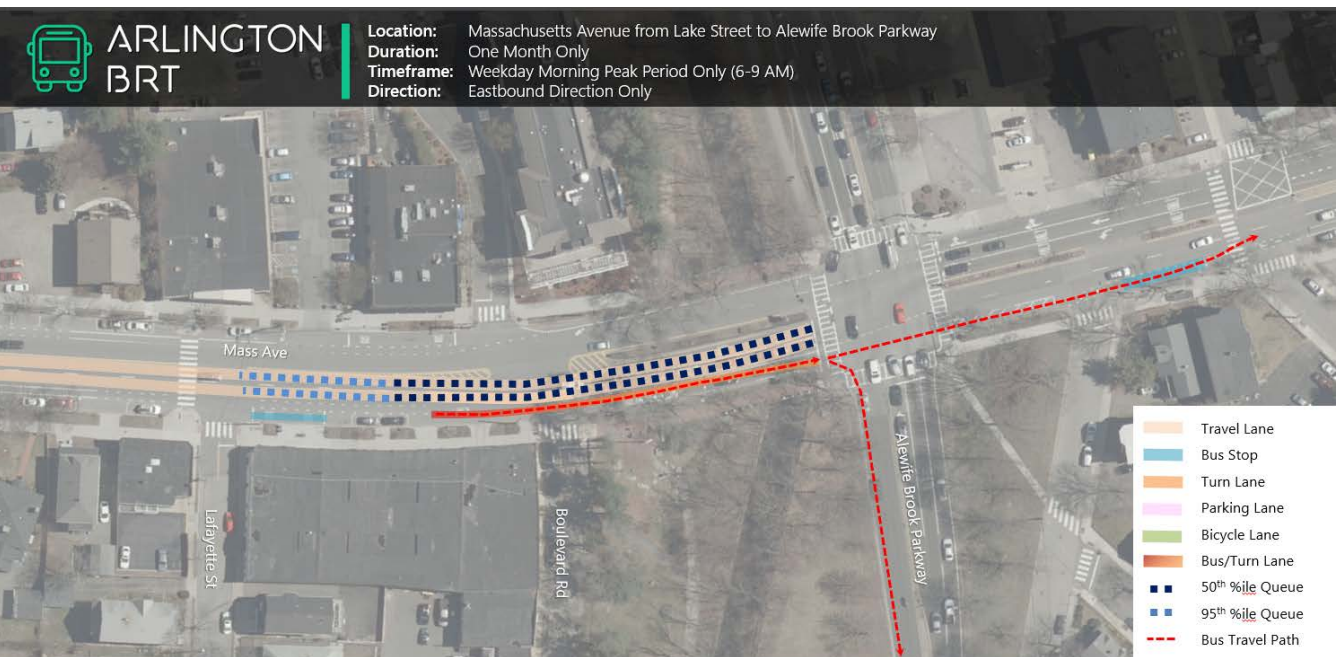 ARLINGTON
BRT
Location: Massachusetts Avenue from Lake Street to Alewife Brook Parkway
Duration: One Month Only
Timeframe: Weekday Morning Peak Period Only (6-9 AM)
Direction: Eastbound Direction Only
Mass Ave
Lafayette St
Boulevard Rd
Alewife Brook Parkway
Travel Lane
Bus Stop
Turn Lane
Parking Lane
Bicycle Lane
Bus/Turn Lane
50th %ile Queue
95th %ile Queue
Bus Travel Path